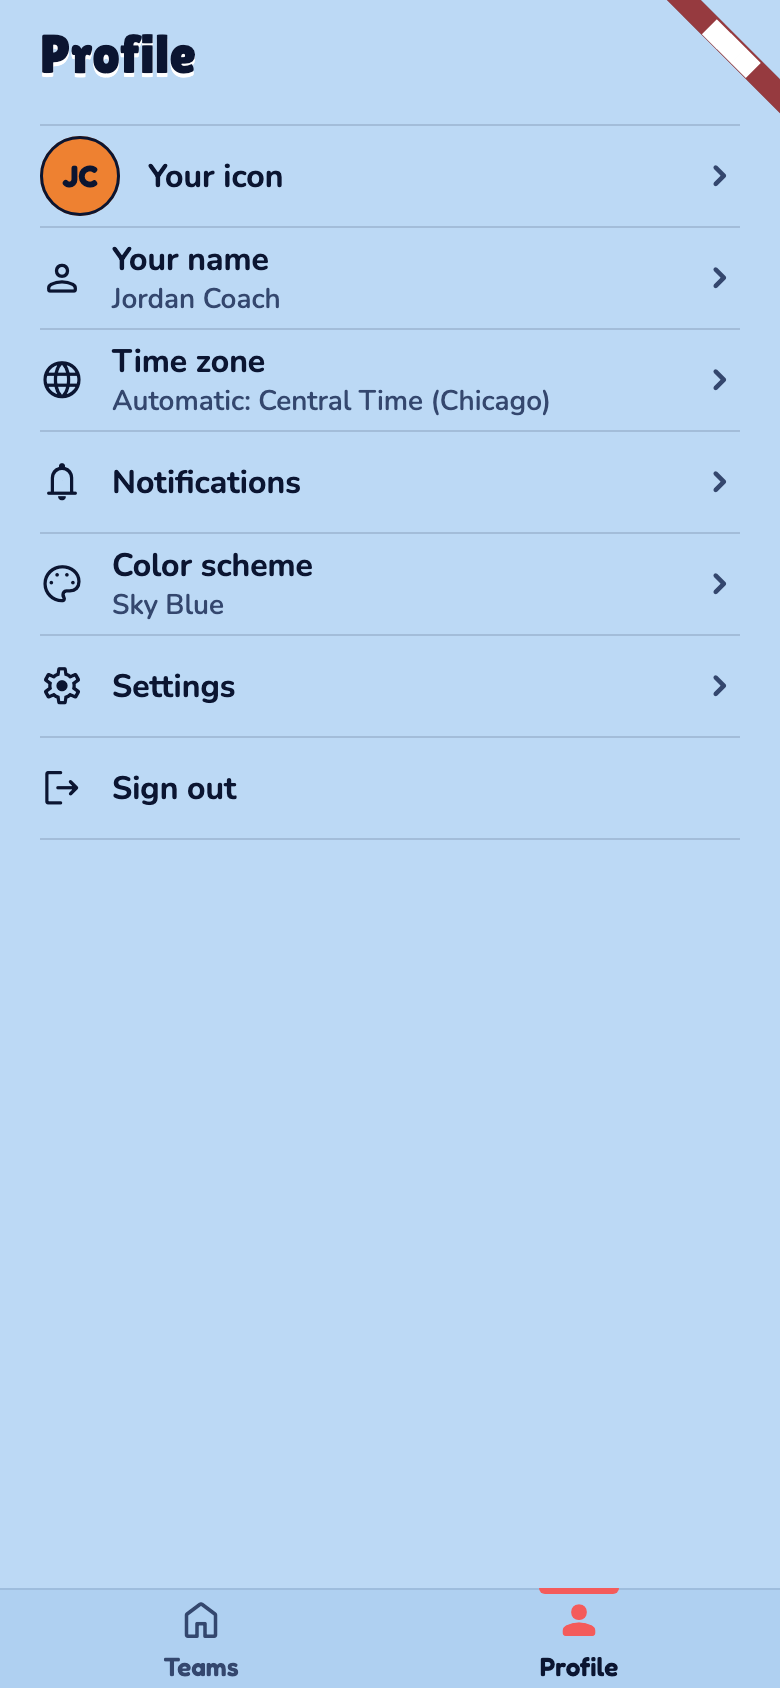 Profile
JC
Your icon
Your name
Jordan Coach
Time zone
Automatic: Central Time (Chicago)
Notifications
Color scheme
Sky Blue
Settings
Sign out
Teams
Profile